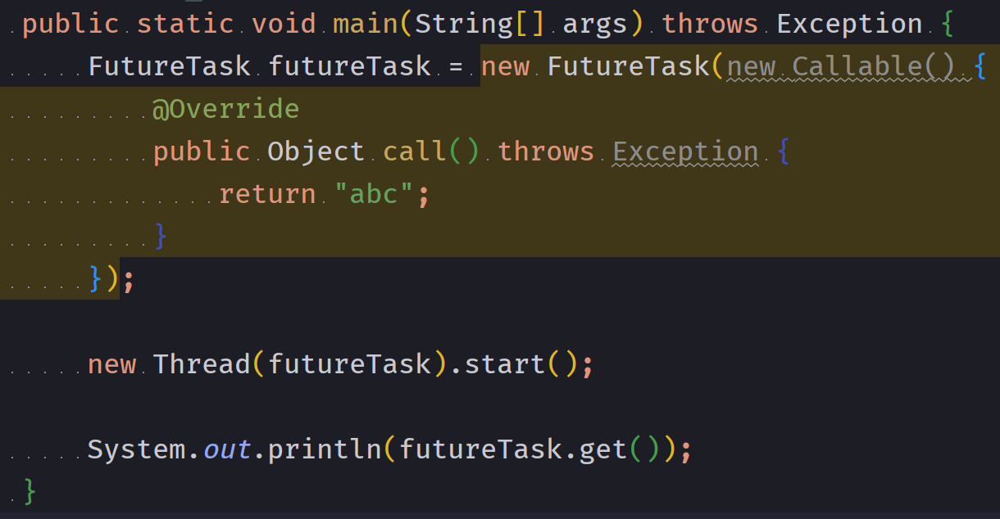 public static void main(String[] args) throws Exception {
FutureTask futureTask = new FutureTask(new Callable() {
@Override
public Object call() throws Exception {
return "abc";
}
});
new Thread(futureTask).start();
System.out.println(futureTask.get());
}